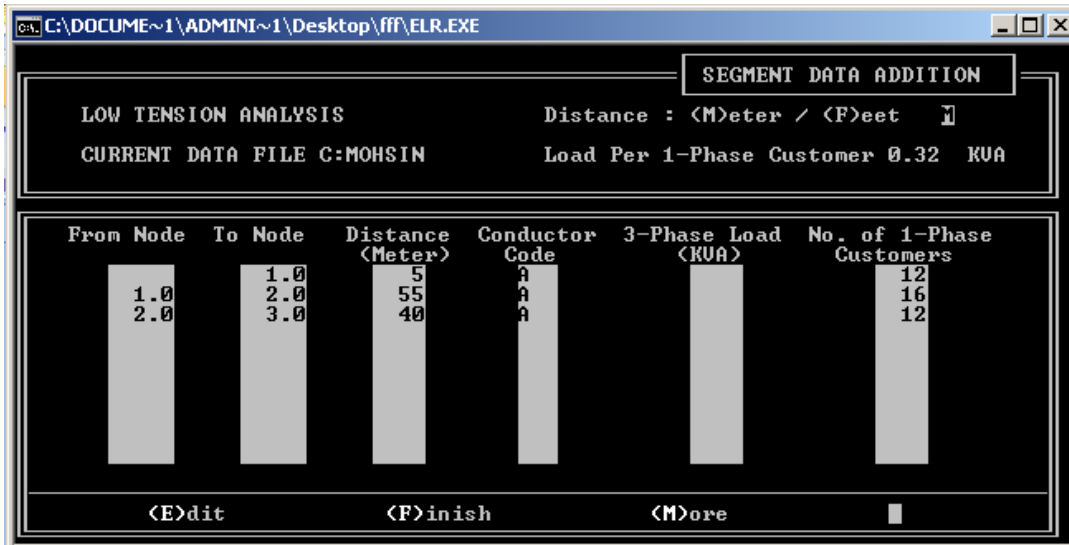 C:\DOCUME~1\ADMINI~1\Desktop\fff\ELR.EXE
SEGMENT DATA ADDITION
LOW TENSION ANALYSIS Distance : (M)eter / (F)eet
CURRENT DATA FILE C:MOHSIN Load Per 1-Phase Customer 0.32 KVA
From Node To Node Distance Conductor 3-Phase Load No. of 1-Phase
(Meter) Code (KVA) Customers
1.0 5 A 12
1.0 2.0 55 A 16
2.0 3.0 40 A 12
(E)dit (F)inish (M)ore